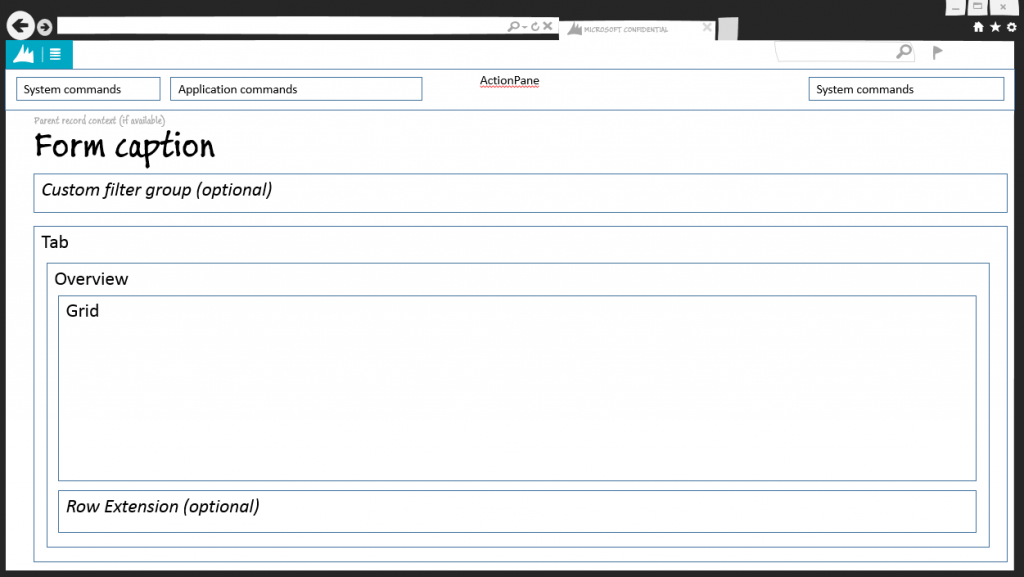 MICROSOFT CONFIDENTIAL
System commands
Application commands
ActionPane
System commands
Parent record context (if available)
Form caption
Custom filter group (optional)
Tab
Overview
Grid
Row Extension (optional)